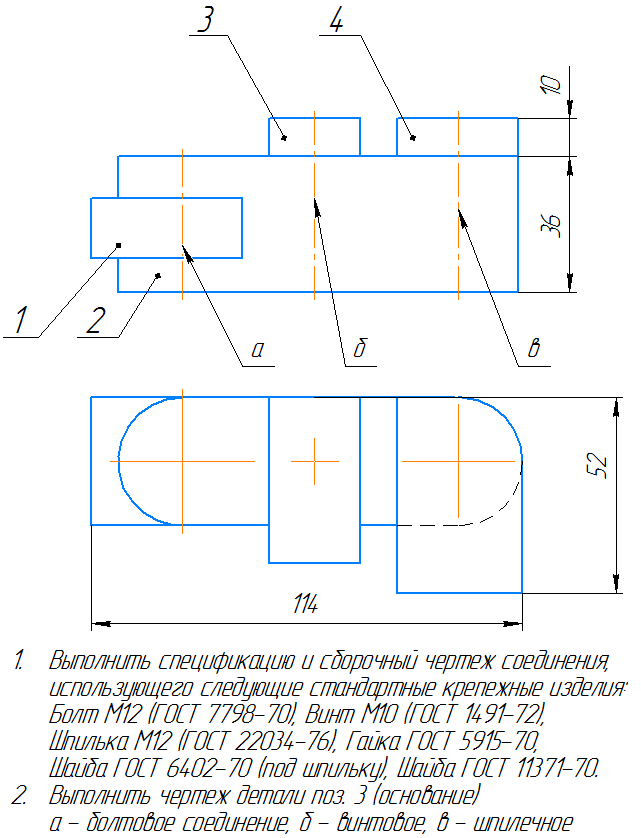 3
4
10
36
1
2
а
б
в
52
114
1. Выполнить спецификацию и сборочный чертеж соединения,
использующего следующие стандартные крепежные изделия:
Болт М12 (ГОСТ 7798-70), Винт М10 (ГОСТ 1491-72),
Шпилька М12 (ГОСТ 22034-76), Гайка ГОСТ 5915-70,
Шайба ГОСТ 6402-70 (под шпильку), Шайба ГОСТ 11371-70.
2. Выполнить чертеж детали поз. 3 (основание)
а - болтовое соединение, б - винтовое, в - шпилечное